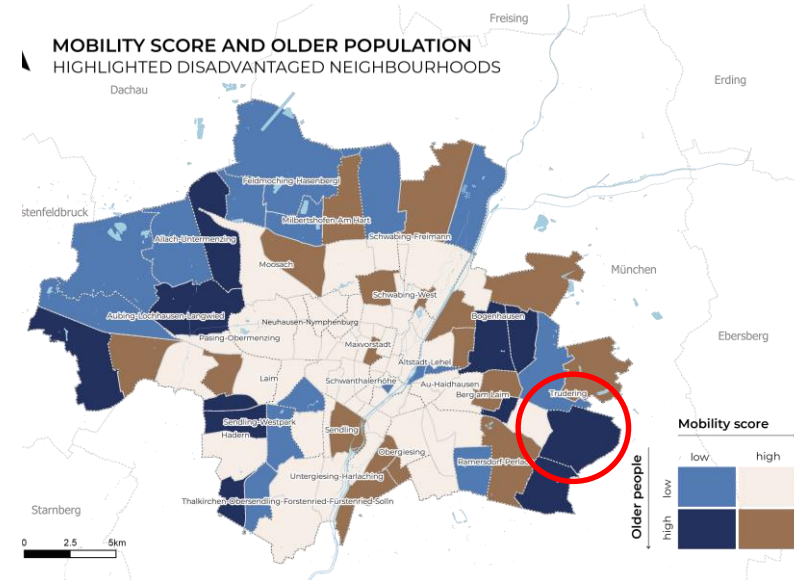 Freising
MOBILITY SCORE AND OLDER POPULATION
HIGHLIGHTED DISADVANTAGED NEIGHBOURHOODS
Dachau
Erding
Feldmoching-Hasenbergl
stenfeldbruck
Milbertshofen-Am Hart
Allach-Untermenzing
Schwabing-Freimann
Moosach
München
Schwabing-West
Aubing-Lochhausen-Langwied
Bogenhausen
Neuhausen-Nymphenburg
Pasing-Obermenzing
Maxvorstadt
Ebersberg
Altstadt-Lehel
Laim
Schwanthalerhöhe
Au-Haidhausen
Berg am Laim
Trudering
Sendling-Westpark
Sendling
Hadern
Mobility score
Obergiesing
low high
Ramersdorf-Perlac
Untergiesing-Harlaching
Thalkirchen-Obersendling-Forstenried-Fürstenried-Solln
Older people
low
high
Starnberg
0 2.5 5km